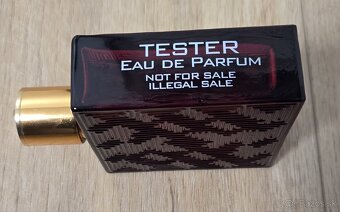 TESTER
EAU DE PARFUM
NOT FOR SALE
ILLEGAL SALE